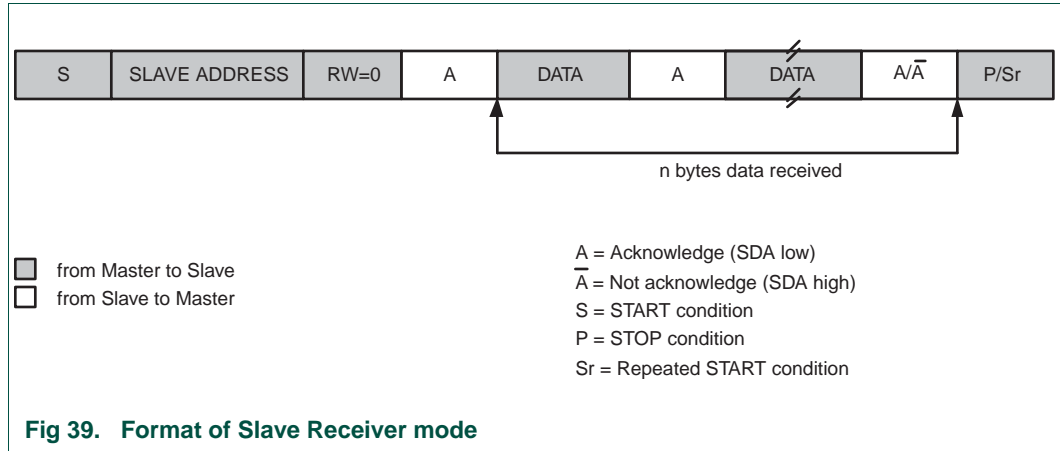 S SLAVE ADDRESS RW=0 A DATA A DATA A/A̅ P/Sr
n bytes data received
from Master to Slave
from Slave to Master
A = Acknowledge (SDA low)
A̅ = Not acknowledge (SDA high)
S = START condition
P = STOP condition
Sr = Repeated START condition
Fig 39. Format of Slave Receiver mode